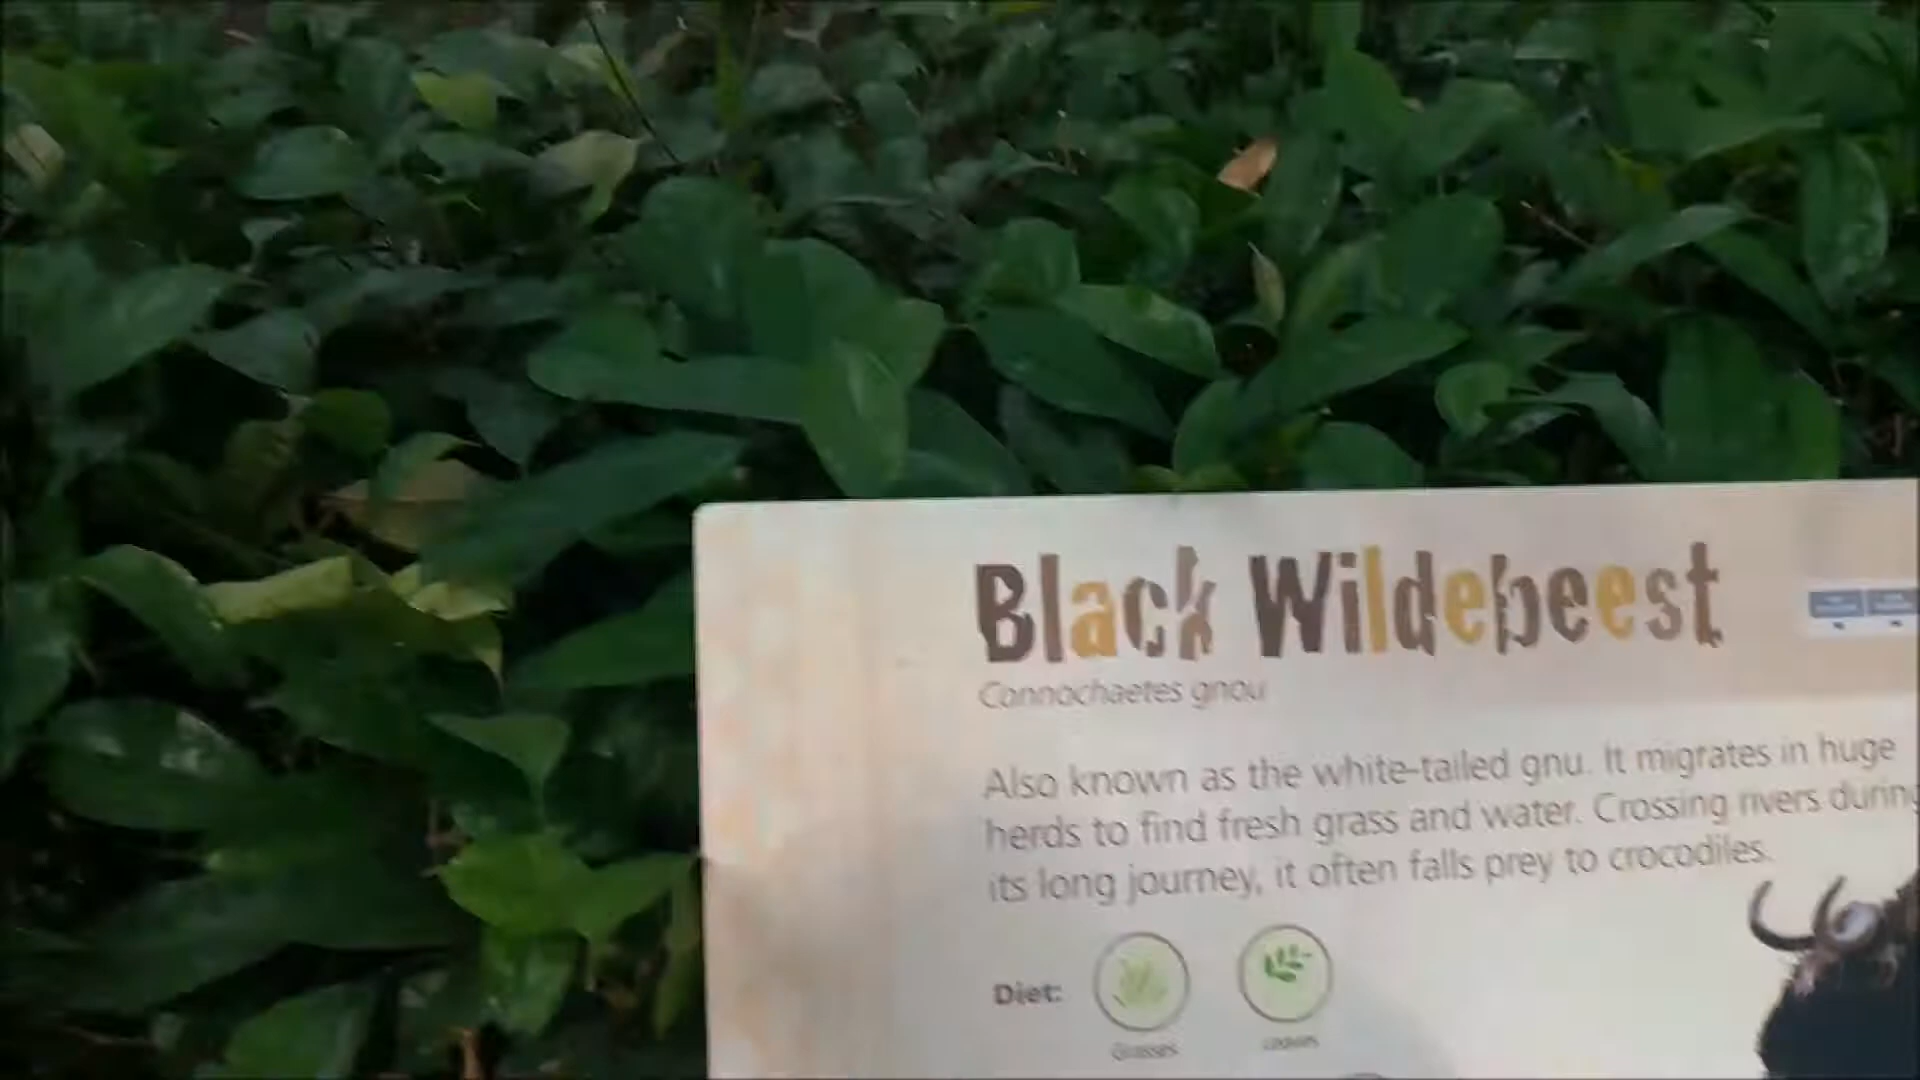 Black Wildebeest
Connochaetes gnou
Also known as the white-tailed gnu. It migrates in huge
herds to find fresh grass and water. Crossing rivers during
its long journey, it often falls prey to crocodiles.
Diet:
Grasses
Leaves